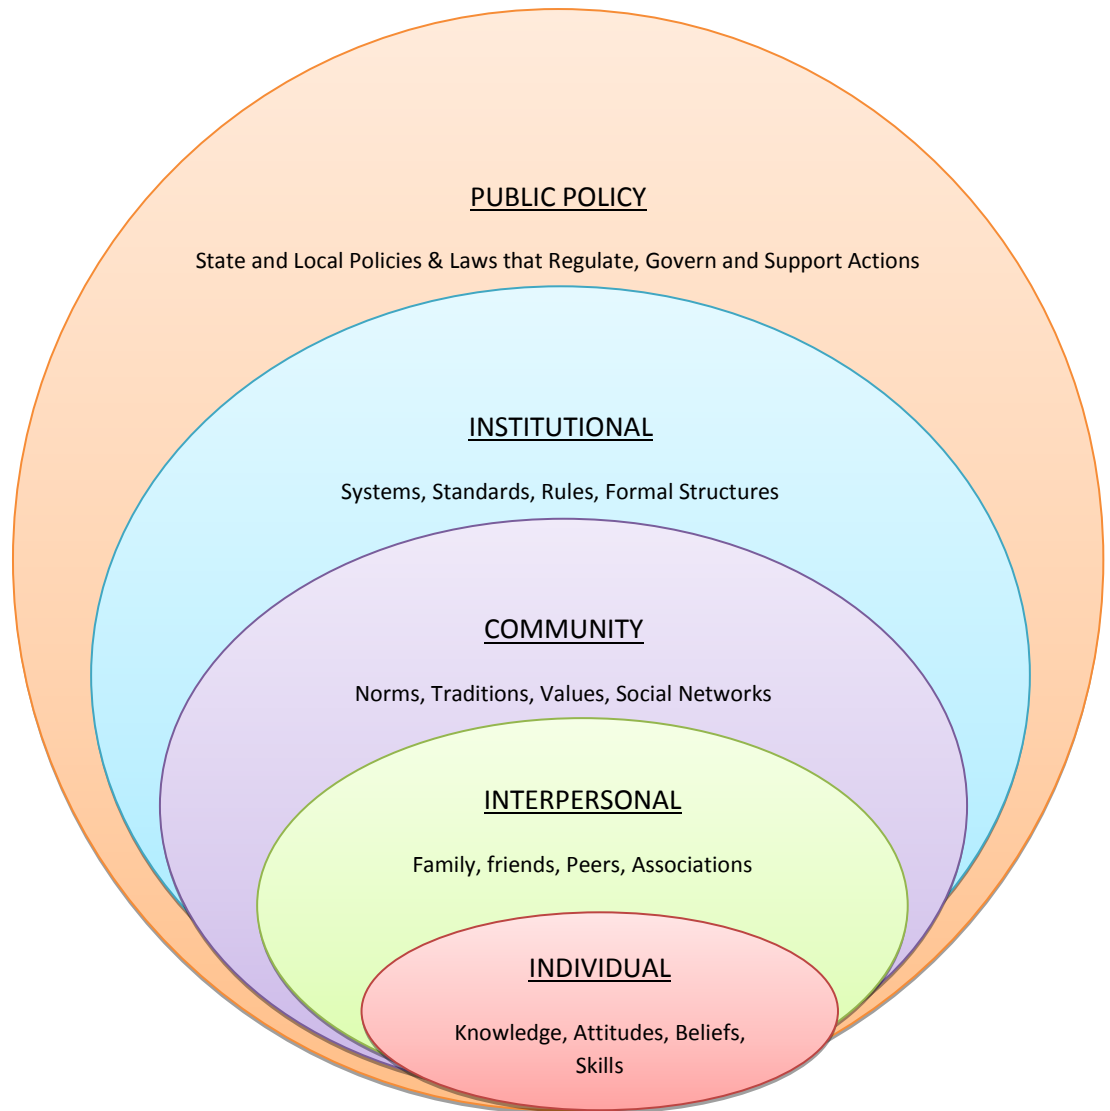 PUBLIC POLICY
State and Local Policies & Laws that Regulate, Govern and Support Actions
INSTITUTIONAL
Systems, Standards, Rules, Formal Structures
COMMUNITY
Norms, Traditions, Values, Social Networks
INTERPERSONAL
Family, friends, Peers, Associations
INDIVIDUAL
Knowledge, Attitudes, Beliefs,
Skills